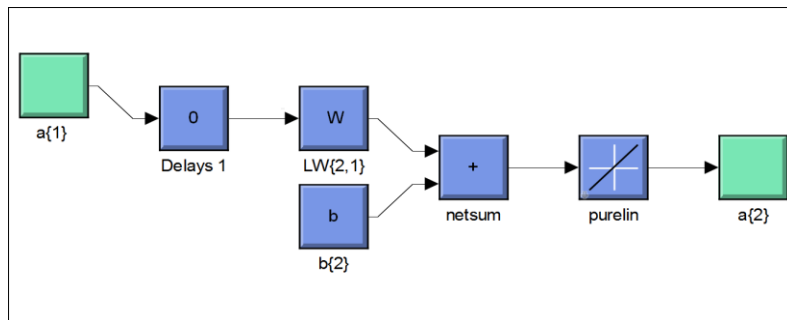 a{1}
0
Delays 1
W
LW{2,1}
b
b{2}
+
netsum
purelin
a{2}